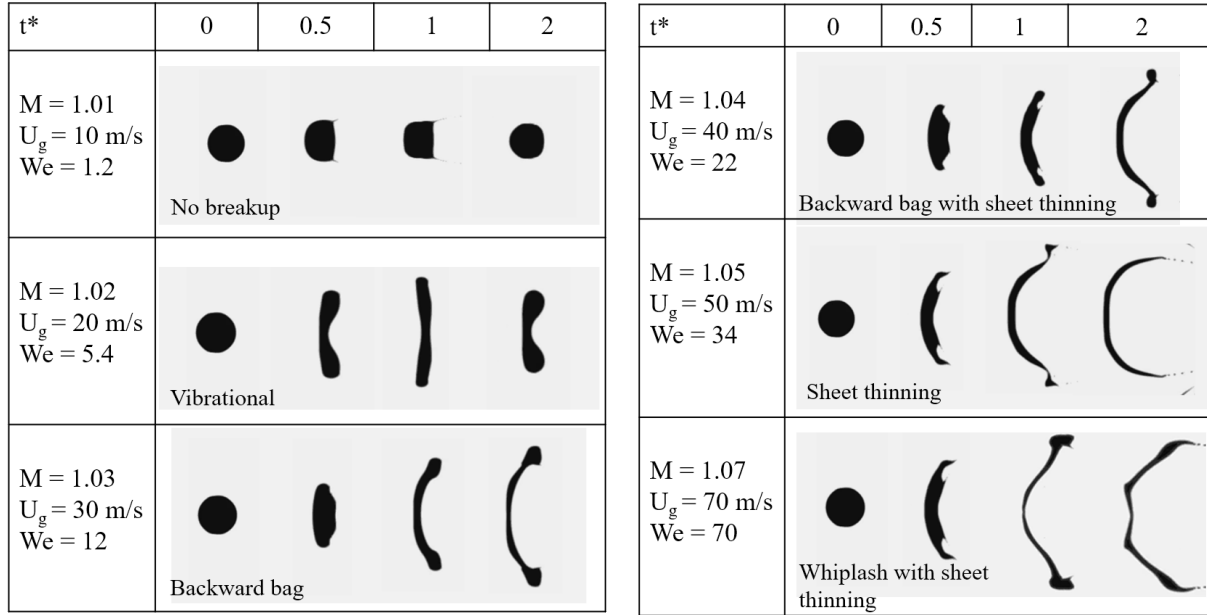 t* 0 0.5 1 2
M = 1.01
U_g = 10 m/s
We = 1.2
No breakup
M = 1.02
U_g = 20 m/s
We = 5.4
Vibrational
M = 1.03
U_g = 30 m/s
We = 12
Backward bag
t* 0 0.5 1 2
M = 1.04
U_g = 40 m/s
We = 22
Backward bag with sheet thinning
M = 1.05
U_g = 50 m/s
We = 34
Sheet thinning
M = 1.07
U_g = 70 m/s
We = 70
Whiplash with sheet
thinning